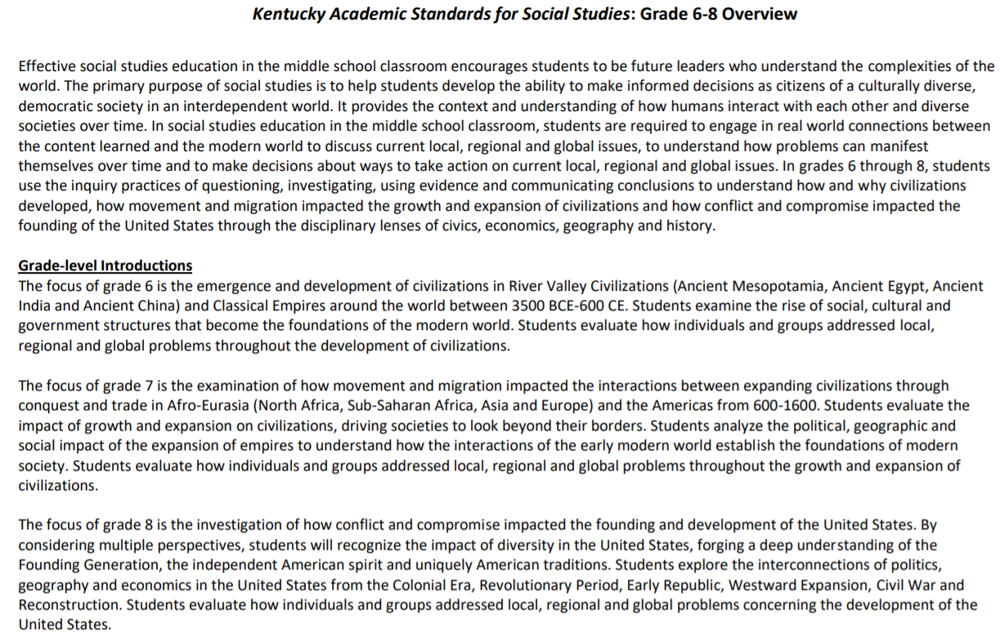 Kentucky Academic Standards for Social Studies: Grade 6-8 Overview
Effective social studies education in the middle school classroom encourages students to be future leaders who understand the complexities of the
world. The primary purpose of social studies is to help students develop the ability to make informed decisions as citizens of a culturally diverse,
democratic society in an interdependent world. It provides the context and understanding of how humans interact with each other and diverse
societies over time. In social studies education in the middle school classroom, students are required to engage in real world connections between
the content learned and the modern world to discuss current local, regional and global issues, to understand how problems can manifest
themselves over time and to make decisions about ways to take action on current local, regional and global issues. In grades 6 through 8, students
use the inquiry practices of questioning, investigating, using evidence and communicating conclusions to understand how and why civilizations
developed, how movement and migration impacted the growth and expansion of civilizations and how conflict and compromise impacted the
founding of the United States through the disciplinary lenses of civics, economics, geography and history.
Grade-level Introductions
The focus of grade 6 is the emergence and development of civilizations in River Valley Civilizations (Ancient Mesopotamia, Ancient Egypt, Ancient
India and Ancient China) and Classical Empires around the world between 3500 BCE-600 CE. Students examine the rise of social, cultural and
government structures that become the foundations of the modern world. Students evaluate how individuals and groups addressed local,
regional and global problems throughout the development of civilizations.
The focus of grade 7 is the examination of how movement and migration impacted the interactions between expanding civilizations through
conquest and trade in Afro-Eurasia (North Africa, Sub-Saharan Africa, Asia and Europe) and the Americas from 600-1600. Students evaluate the
impact of growth and expansion on civilizations, driving societies to look beyond their borders. Students analyze the political, geographic and
social impact of the expansion of empires to understand how the interactions of the early modern world establish the foundations of modern
society. Students evaluate how individuals and groups addressed local, regional and global problems throughout the growth and expansion of
civilizations.
The focus of grade 8 is the investigation of how conflict and compromise impacted the founding and development of the United States. By
considering multiple perspectives, students will recognize the impact of diversity in the United States, forging a deep understanding of the
Founding Generation, the independent American spirit and uniquely American traditions. Students explore the interconnections of politics,
geography and economics in the United States from the Colonial Era, Revolutionary Period, Early Republic, Westward Expansion, Civil War and
Reconstruction. Students evaluate how individuals and groups addressed local, regional and global problems concerning the development of the
United States.